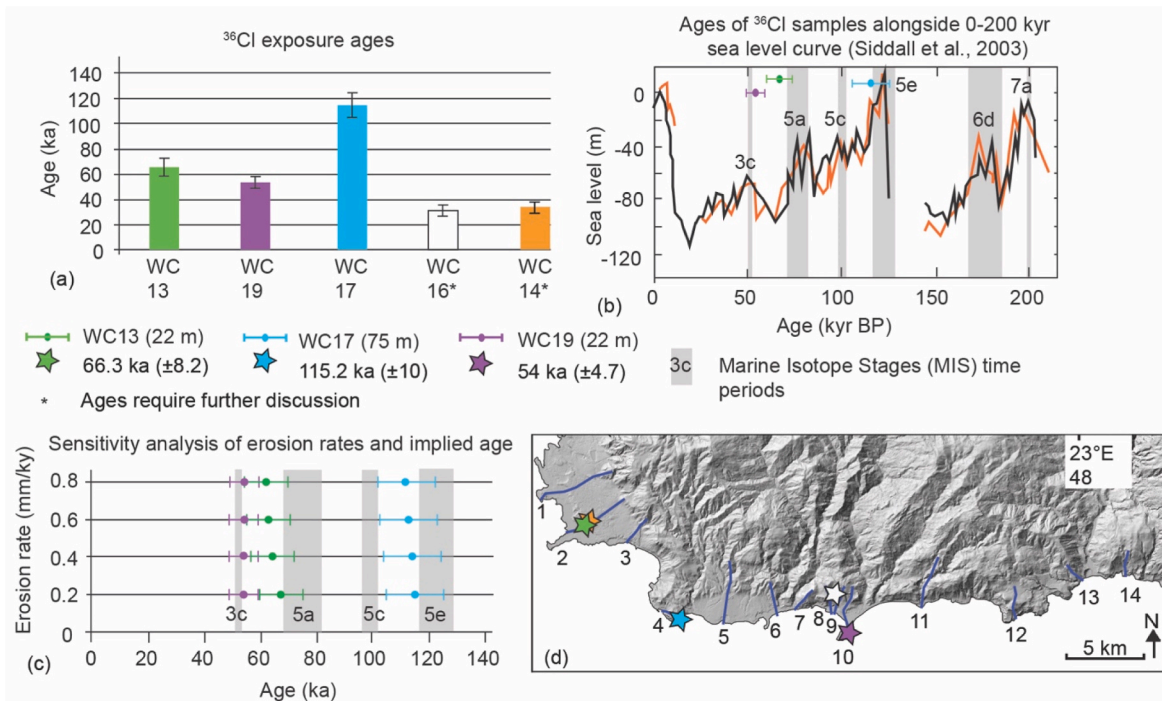 ³⁶Cl exposure ages
Age (ka)
140
120
100
80
60
40
20
0
WC 13
WC 19
WC 17
WC 16*
WC 14*
(a)
Ages of ³⁶Cl samples alongside 0-200 kyr
sea level curve (Siddall et al., 2003)
Sea level (m)
0
-40
-80
-120
3c
5a
5c
5e
6d
7a
0
50
100
150
200
Age (kyr BP)
(b)
WC13 (22 m)
66.3 ka (±8.2)
WC17 (75 m)
115.2 ka (±10)
WC19 (22 m)
54 ka (±4.7)
* Ages require further discussion
3c
Marine Isotope Stages (MIS) time
periods
Sensitivity analysis of erosion rates and implied age
Erosion rate (mm/ky)
0.8
0.6
0.4
0.2
0
3c
5a
5c
5e
0
20
40
60
80
100
120
140
Age (ka)
(c)
23°E
48
1
2
3
4
5
6
7
8
9
10
11
12
13
14
N
5 km
(d)